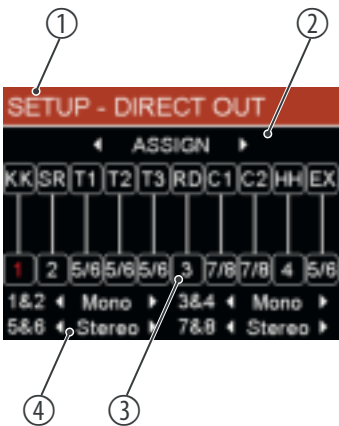 ① ②
SETUP - DIRECT OUT
ASSIGN
KK SR T1 T2 T3 RD C1 C2 HH EX
1 2 5/6 5/6 5/6 3 7/8 7/8 4 5/6
1&2 Mono 3&4 Mono
5&6 Stereo 7&8 Stereo
④ ③